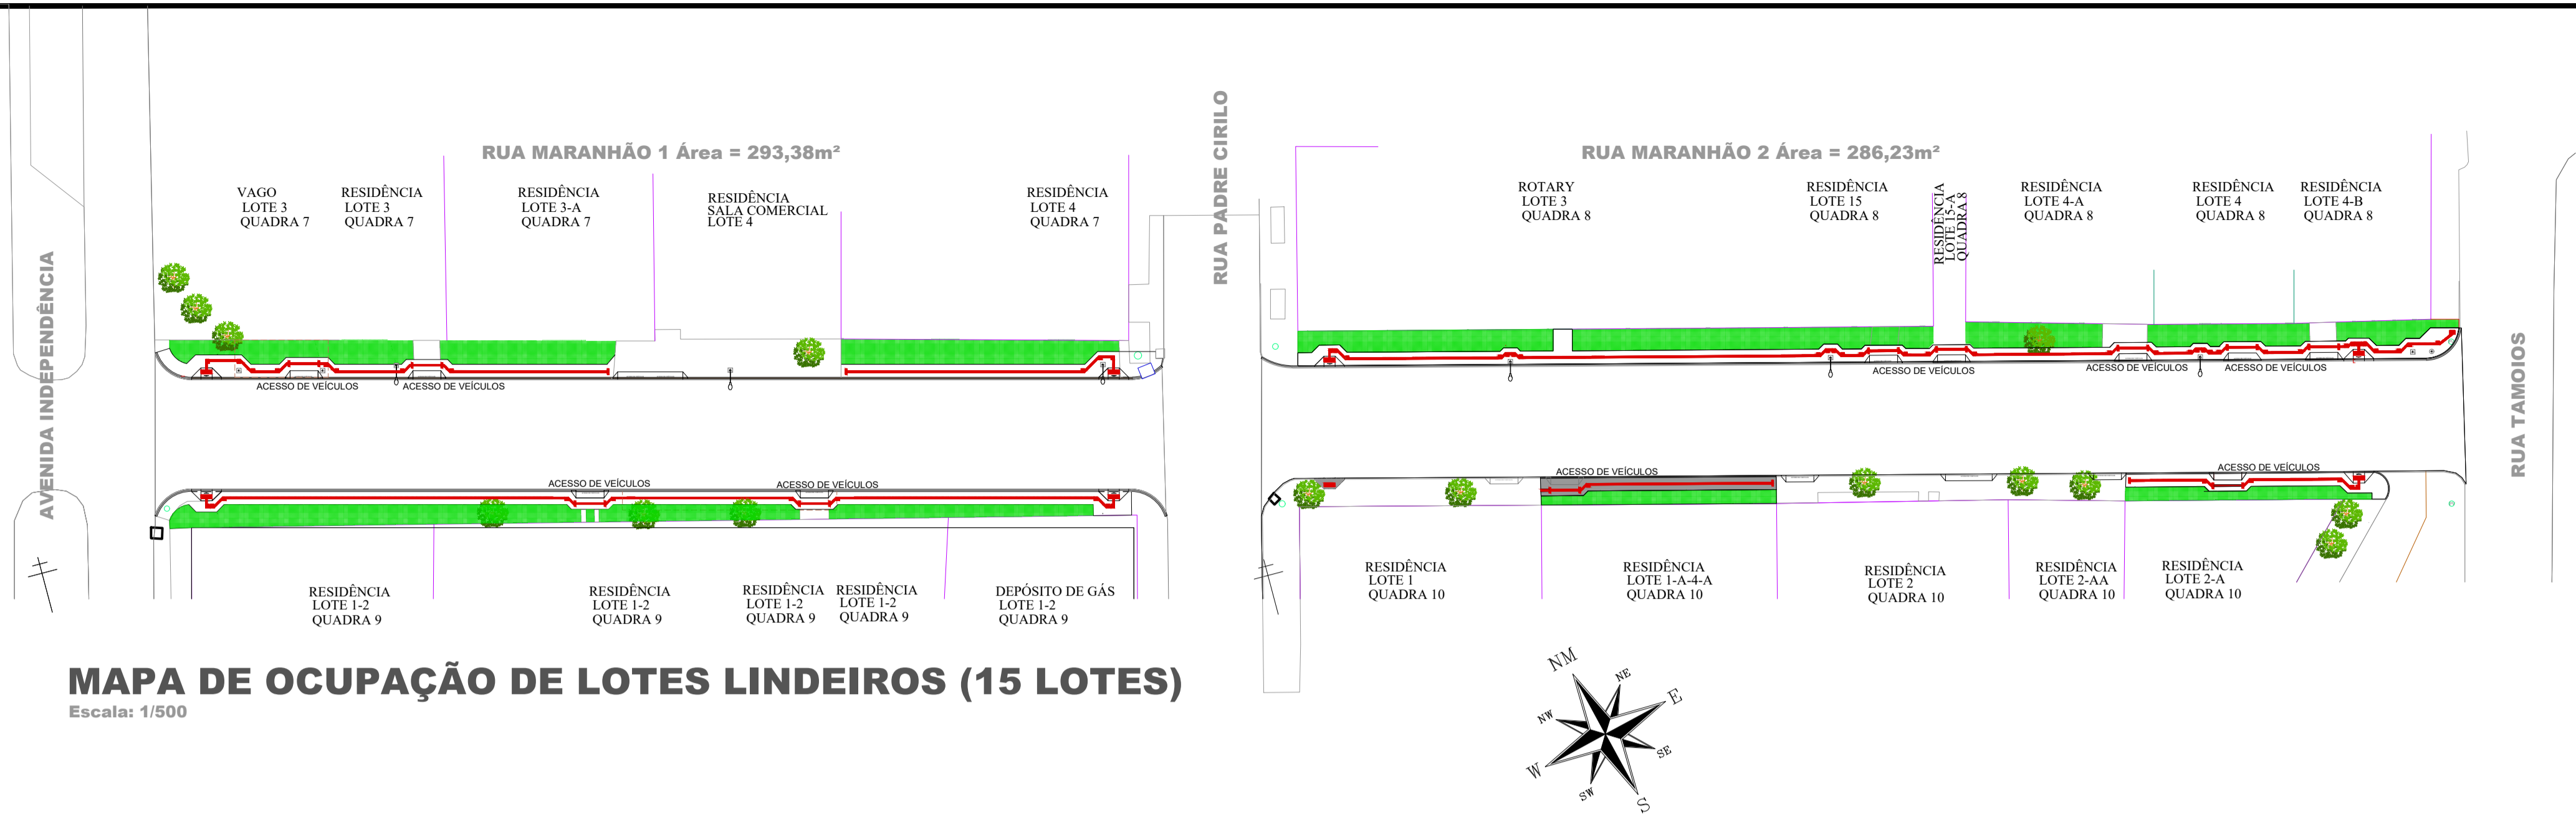 RUA MARANHÃO 1 Área = 293,38m²
RUA MARANHÃO 2 Área = 286,23m²
AVENIDA INDEPENDÊNCIA
VAGO
LOTE 3
QUADRA 7
RESIDÊNCIA
LOTE 3
QUADRA 7
RESIDÊNCIA
LOTE 3-A
QUADRA 7
RESIDÊNCIA
SALA COMERCIAL
LOTE 4
RESIDÊNCIA
LOTE 4
QUADRA 7
RUA PADRE CIRILO
ROTARY
LOTE 3
QUADRA 8
RESIDÊNCIA
LOTE 15
QUADRA 8
RESIDÊNCIA
LOTE 15-A
QUADRA 8
RESIDÊNCIA
LOTE 4-A
QUADRA 8
RESIDÊNCIA
LOTE 4
QUADRA 8
RESIDÊNCIA
LOTE 4-B
QUADRA 8
RUA TAMOIOS
ACESSO DE VEÍCULOS
ACESSO DE VEÍCULOS
ACESSO DE VEÍCULOS
ACESSO DE VEÍCULOS
ACESSO DE VEÍCULOS
ACESSO DE VEÍCULOS
ACESSO DE VEÍCULOS
ACESSO DE VEÍCULOS
ACESSO DE VEÍCULOS
RESIDÊNCIA
LOTE 1-2
QUADRA 9
RESIDÊNCIA
LOTE 1-2
QUADRA 9
RESIDÊNCIA
LOTE 1-2
QUADRA 9
RESIDÊNCIA
LOTE 1-2
QUADRA 9
DEPÓSITO DE GÁS
LOTE 1-2
QUADRA 9
RESIDÊNCIA
LOTE 1
QUADRA 10
RESIDÊNCIA
LOTE 1-A-4-A
QUADRA 10
RESIDÊNCIA
LOTE 2
QUADRA 10
RESIDÊNCIA
LOTE 2-AA
QUADRA 10
RESIDÊNCIA
LOTE 2-A
QUADRA 10
MAPA DE OCUPAÇÃO DE LOTES LINDEIROS (15 LOTES)
Escala: 1/500
NM
NE
E
SE
S
SW
W
NW